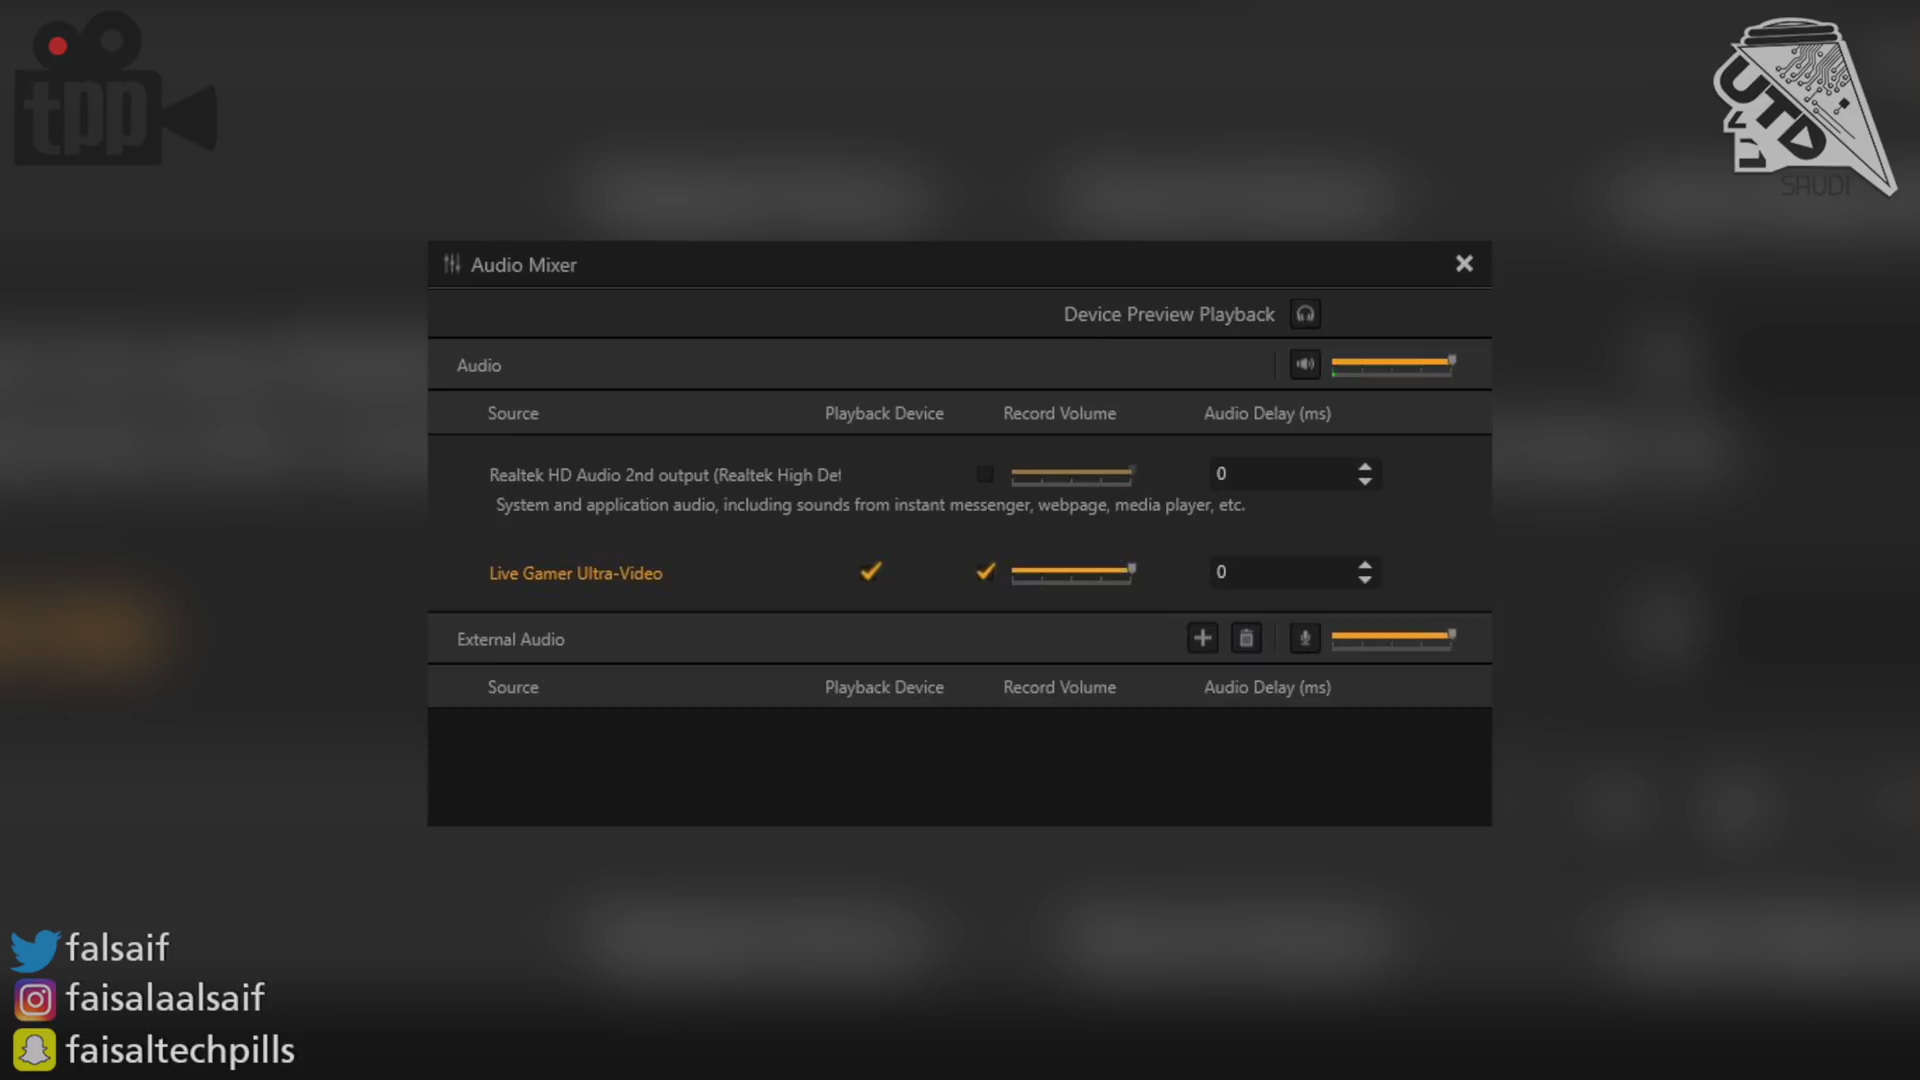 tpp
UTD
SAUDI
Audio Mixer
Device Preview Playback
Audio
Source Playback Device Record Volume Audio Delay (ms)
Realtek HD Audio 2nd output (Realtek High Def 0
System and application audio, including sounds from instant messenger, webpage, media player, etc.
Live Gamer Ultra-Video 0
External Audio
Source Playback Device Record Volume Audio Delay (ms)
falsaif
faisalaalsaif
faisaltechpills